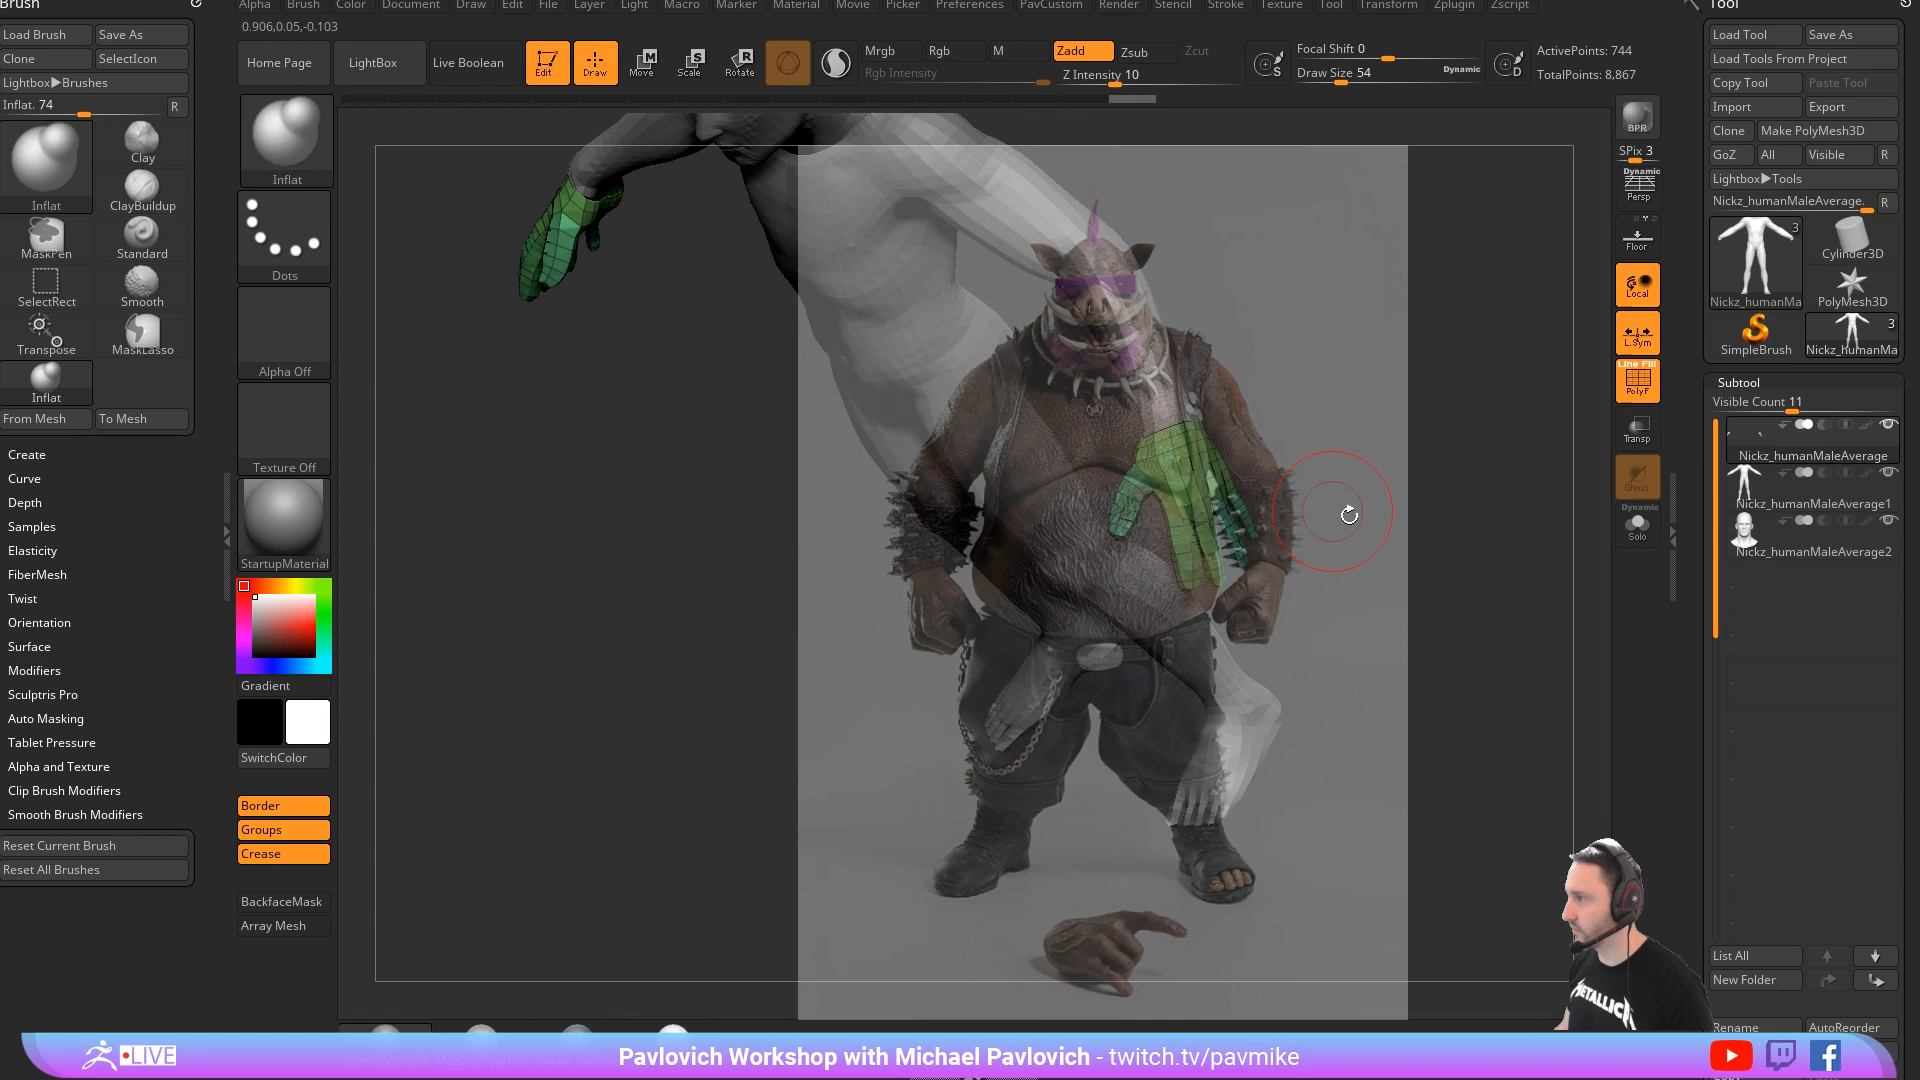 Brush
Alpha
Brush
Color
Document
Draw
Edit
File
Layer
Light
Macro
Marker
Material
Movie
Picker
Preferences
PavCustom
Render
Stencil
Stroke
Texture
Tool
Transform
Zplugin
Zscript
Tool
0.906,0.05,-0.103
Load Brush
Save As
Clone
SelectIcon
Lightbox▶Brushes
Inflat. 74
R
Inflat
Clay
ClayBuildup
MaskPen
Standard
SelectRect
Smooth
Transpose
MaskLasso
Inflat
From Mesh
To Mesh
Create
Curve
Depth
Samples
Elasticity
FiberMesh
Twist
Orientation
Surface
Modifiers
Sculptris Pro
Auto Masking
Tablet Pressure
Alpha and Texture
Clip Brush Modifiers
Smooth Brush Modifiers
Reset Current Brush
Reset All Brushes
Home Page
LightBox
Live Boolean
Edit
Draw
Move
Scale
Rotate
Mrgb
Rgb
M
Rgb Intensity
Zadd
Zsub
Zcut
Z Intensity 10
S
Focal Shift 0
Draw Size 54
Dynamic
D
ActivePoints: 744
TotalPoints: 8,867
Inflat
Dots
Alpha Off
Texture Off
StartupMaterial
Gradient
SwitchColor
Border
Groups
Crease
BackfaceMask
Array Mesh
BPR
SPix 3
Dynamic
Persp
Floor
Local
L.Sym
Line Fill
PolyF
Transp
Ghost
Dynamic
Solo
Load Tool
Save As
Load Tools From Project
Copy Tool
Paste Tool
Import
Export
Clone
Make PolyMesh3D
GoZ
All
Visible
R
Lightbox▶Tools
Nickz_humanMaleAverage.
R
3
Nickz_humanMa
Cylinder3D
PolyMesh3D
SimpleBrush
3
Nickz_humanMa
Subtool
Visible Count 11
Nickz_humanMaleAverage
Nickz_humanMaleAverage1
Nickz_humanMaleAverage2
List All
New Folder
Rename
AutoReorder
METALLICA
LIVE
Pavlovich Workshop with Michael Pavlovich - twitch.tv/pavmike